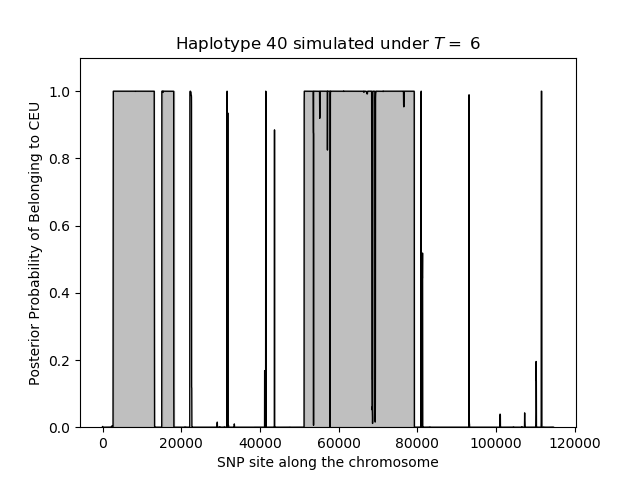 Haplotype 40 simulated under T = 6
Posterior Probability of Belonging to CEU
1.0
0.8
0.6
0.4
0.2
0.0
0 20000 40000 60000 80000 100000 120000
SNP site along the chromosome